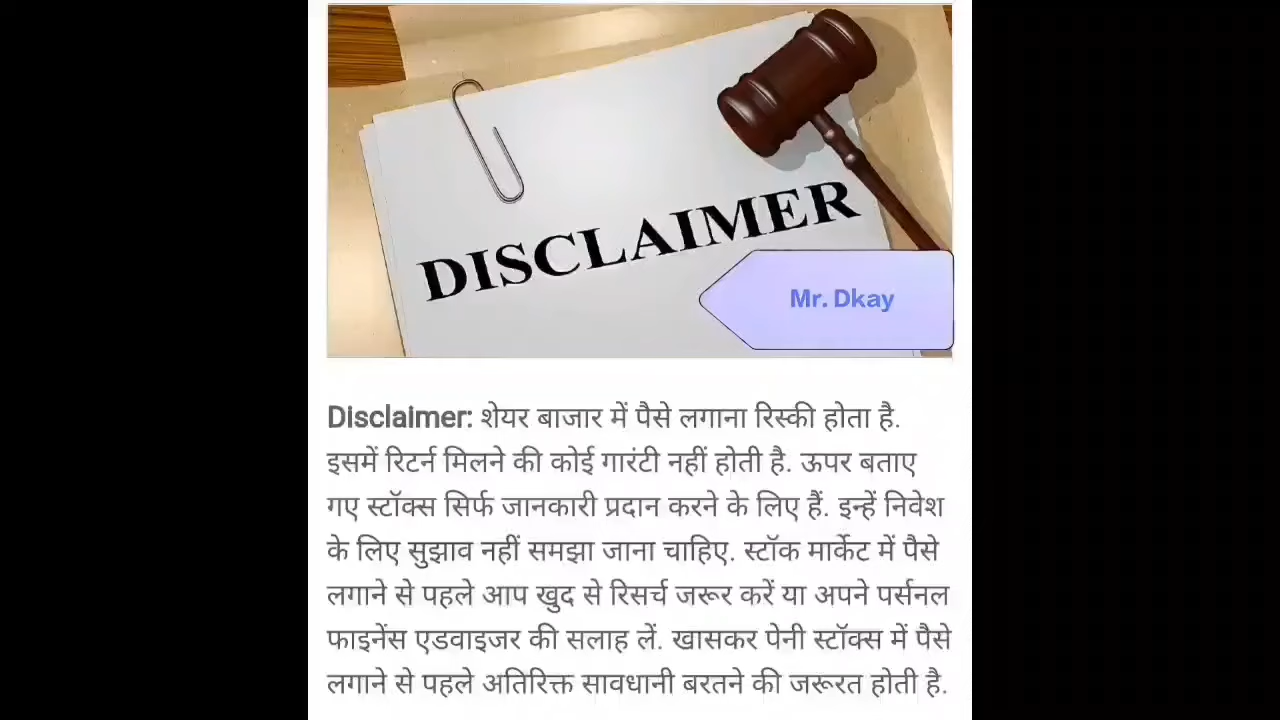 DISCLAIMER
Mr. Dkay
Disclaimer: शेयर बाजार में पैसे लगाना रिस्की होता है.
इसमें रिटर्न मिलने की कोई गारंटी नहीं होती है. ऊपर बताए
गए स्टॉक्स सिर्फ जानकारी प्रदान करने के लिए हैं. इन्हें निवेश
के लिए सुझाव नहीं समझा जाना चाहिए. स्टॉक मार्केट में पैसे
लगाने से पहले आप खुद से रिसर्च जरूर करें या अपने पर्सनल
फाइनेंस एडवाइजर की सलाह लें. खासकर पेनी स्टॉक्स में पैसे
लगाने से पहले अतिरिक्त सावधानी बरतने की जरूरत होती है.